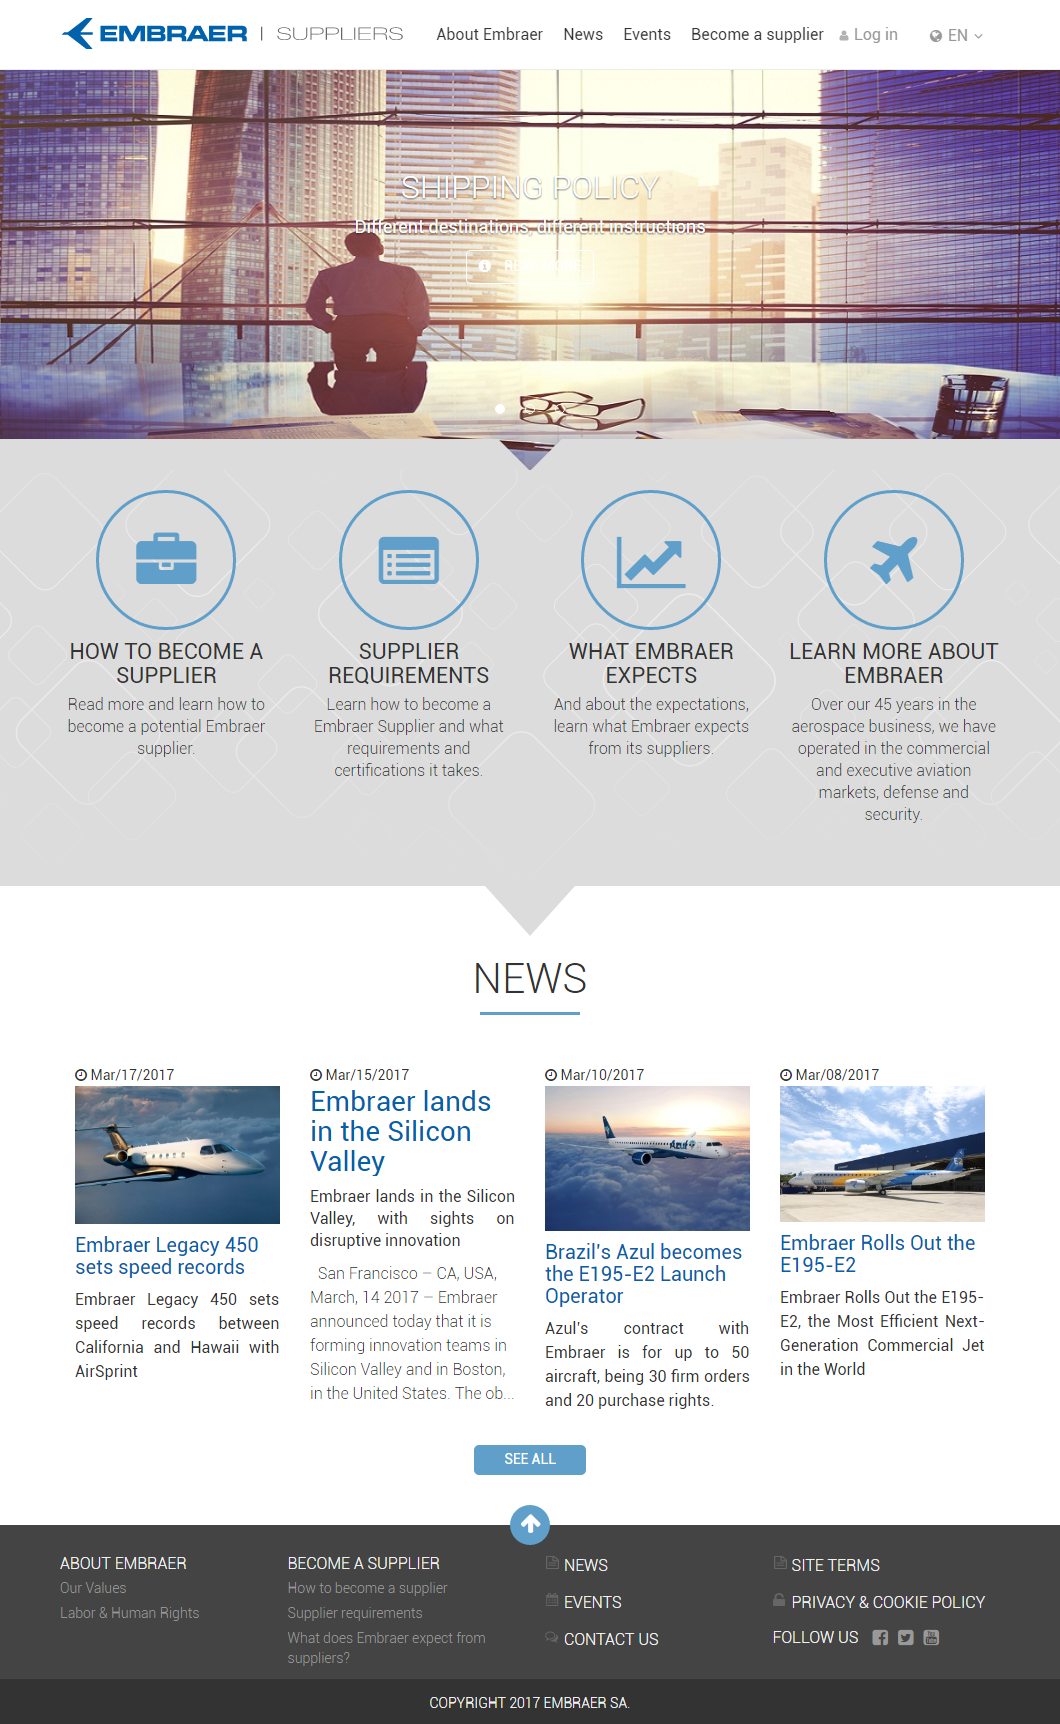 EMBRAER | SUPPLIERS
About Embraer News Events Become a supplier Log in EN
SHIPPING POLICY
Different destinations, different instructions
HOW TO BECOME A
SUPPLIER
Read more and learn how to
become a potential Embraer
supplier.
SUPPLIER
REQUIREMENTS
Learn how to become a
Embraer Supplier and what
requirements and
certifications it takes.
WHAT EMBRAER
EXPECTS
And about the expectations,
learn what Embraer expects
from its suppliers.
LEARN MORE ABOUT
EMBRAER
Over our 45 years in the
aerospace business, we have
operated in the commercial
and executive aviation
markets, defense and
security.
NEWS
Mar/17/2017
Embraer Legacy 450
sets speed records
Embraer Legacy 450 sets
speed records between
California and Hawaii with
AirSprint
Mar/15/2017
Embraer lands
in the Silicon
Valley
Embraer lands in the Silicon
Valley, with sights on
disruptive innovation
San Francisco – CA, USA,
March, 14 2017 – Embraer
announced today that it is
forming innovation teams in
Silicon Valley and in Boston,
in the United States. The ob...
Mar/10/2017
Brazil's Azul becomes
the E195-E2 Launch
Operator
Azul's contract with
Embraer is for up to 50
aircraft, being 30 firm orders
and 20 purchase rights.
Mar/08/2017
Embraer Rolls Out the
E195-E2
Embraer Rolls Out the E195-
E2, the Most Efficient Next-
Generation Commercial Jet
in the World
SEE ALL
ABOUT EMBRAER
Our Values
Labor & Human Rights
BECOME A SUPPLIER
How to become a supplier
Supplier requirements
What does Embraer expect from
suppliers?
NEWS
EVENTS
CONTACT US
SITE TERMS
PRIVACY & COOKIE POLICY
FOLLOW US
COPYRIGHT 2017 EMBRAER SA.